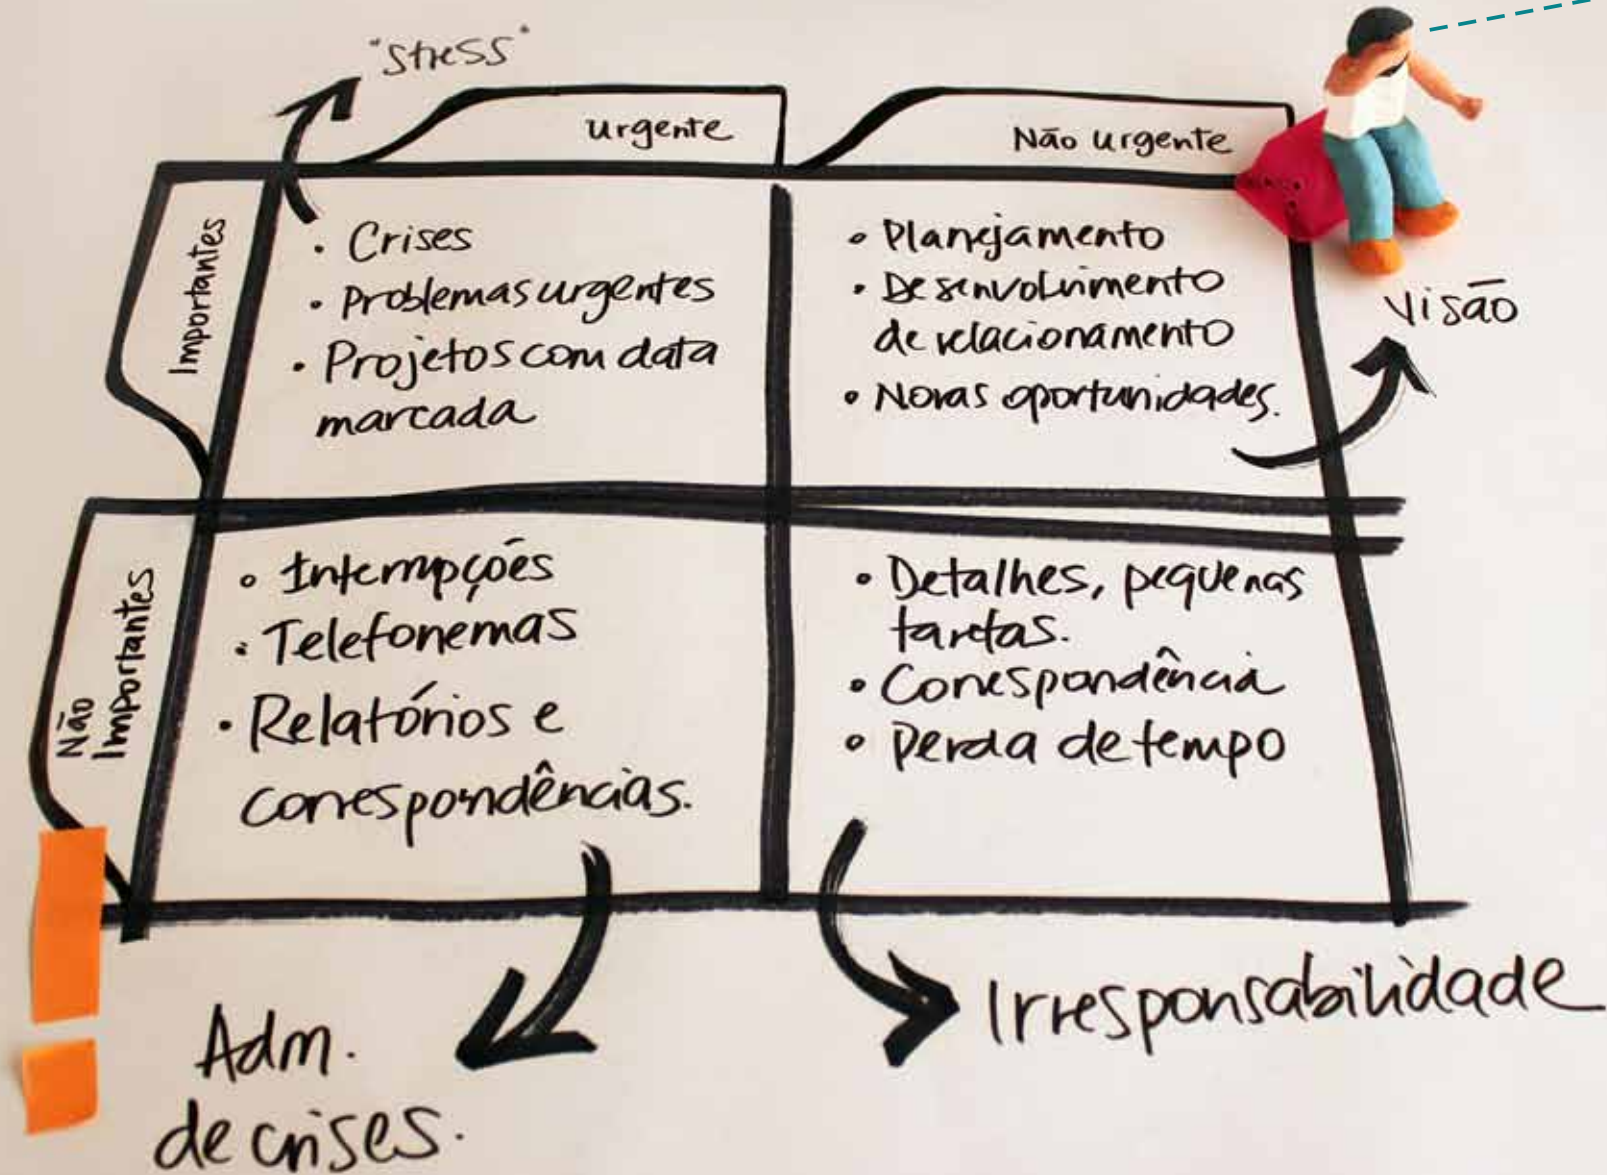 "Stress"
urgente
Não urgente
Importantes
• Crises
• Problemas urgentes
• Projetos com data
marcada
• Planejamento
• Desenvolvimento
de relacionamento
• Novas oportunidades.
Visão
Não
Importantes
• Interrupções
• Telefonemas
• Relatórios e
correspondências.
• Detalhes, pequenas
tarefas.
• Correspondência
• Perda de tempo
Adm.
de crises.
Irresponsabilidade